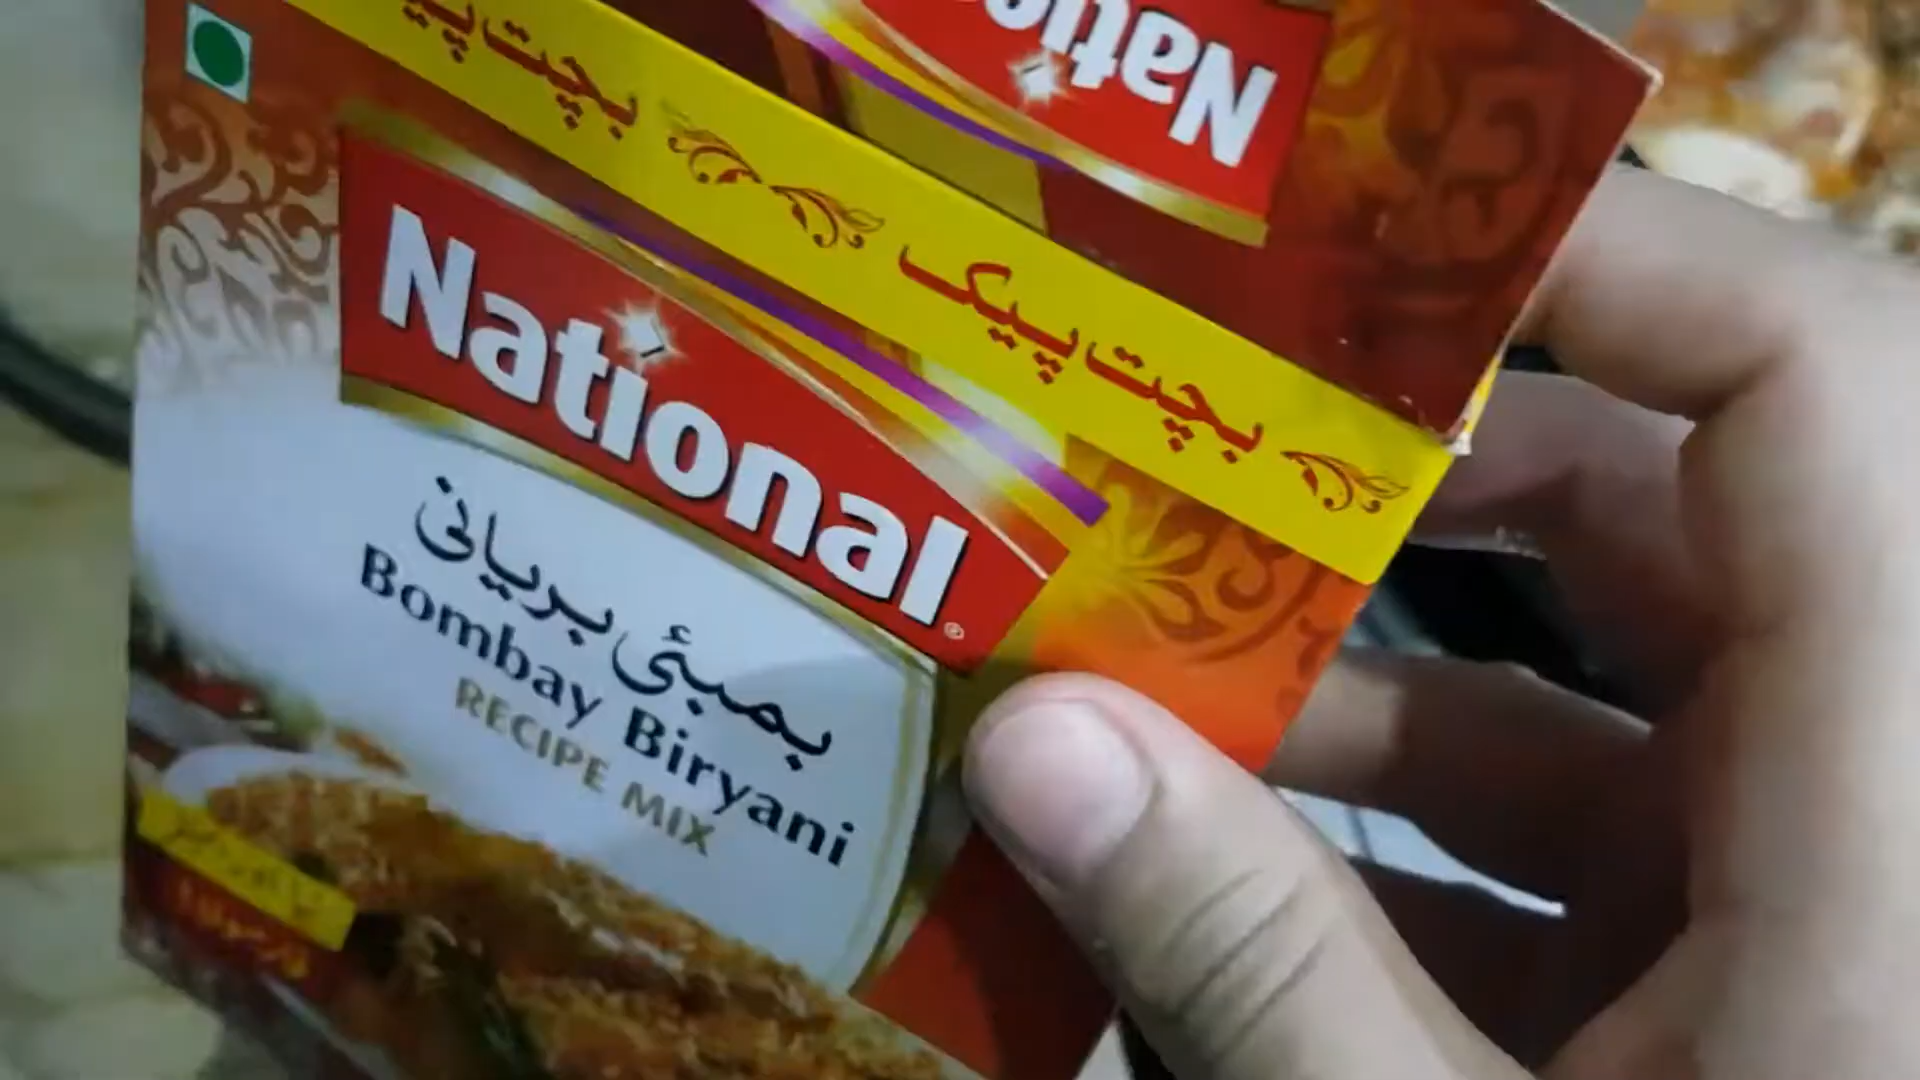 National
بچت پیک
بچت پیک
National
بمبئی بریانی
Bombay Biryani
RECIPE MIX